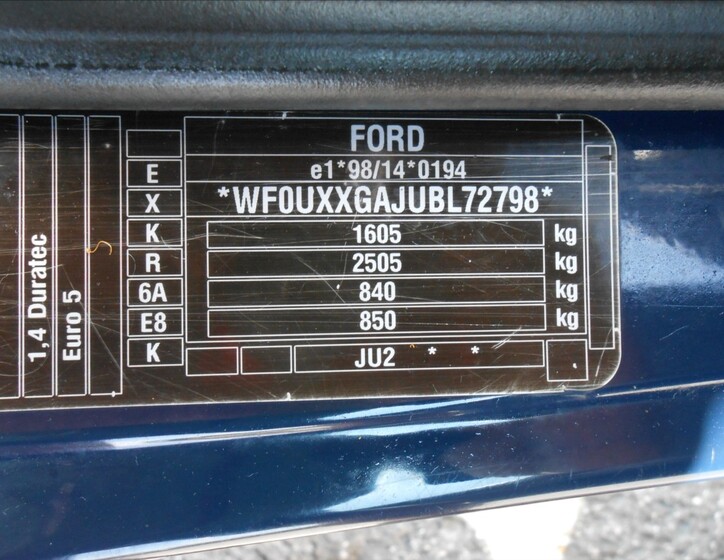 FORD
e1*98/14*0194
*WF0UXXGAJUBL72798*
1605 kg
2505 kg
840 kg
850 kg
JU2 * *
E
X
K
R
6A
E8
K
1,4 Duratec
Euro 5